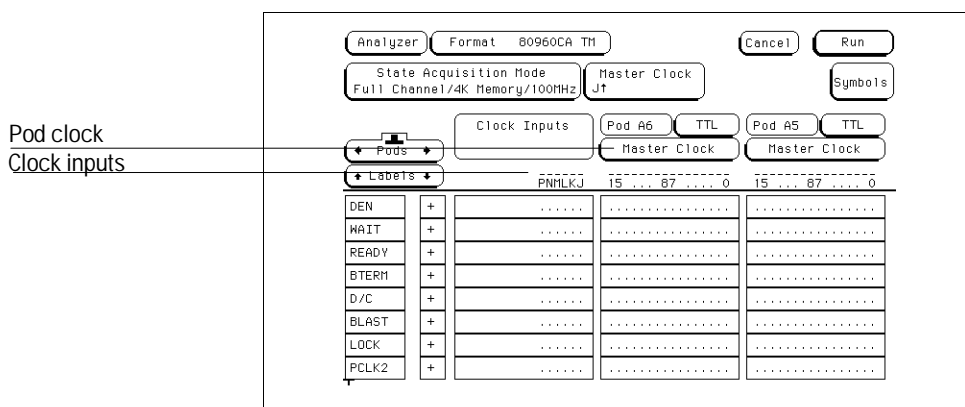 Analyzer Format 80960CA TM Cancel Run
State Acquisition Mode
Full Channel/4K Memory/100MHz
Master Clock
J↑
Symbols
Pod clock
Clock inputs
← Pods →
↑ Labels ↓
Clock Inputs
Pod A6 TTL Pod A5 TTL
Master Clock Master Clock
PNMLKJ 15 ... 87 .... 0 15 ... 87 .... 0
DEN + ...... ................ ................
WAIT + ...... ................ ................
READY + ...... ................ ................
BTERM + ...... ................ ................
D/C + ...... ................ ................
BLAST + ...... ................ ................
LOCK + ...... ................ ................
PCLK2 + ...... ................ ................